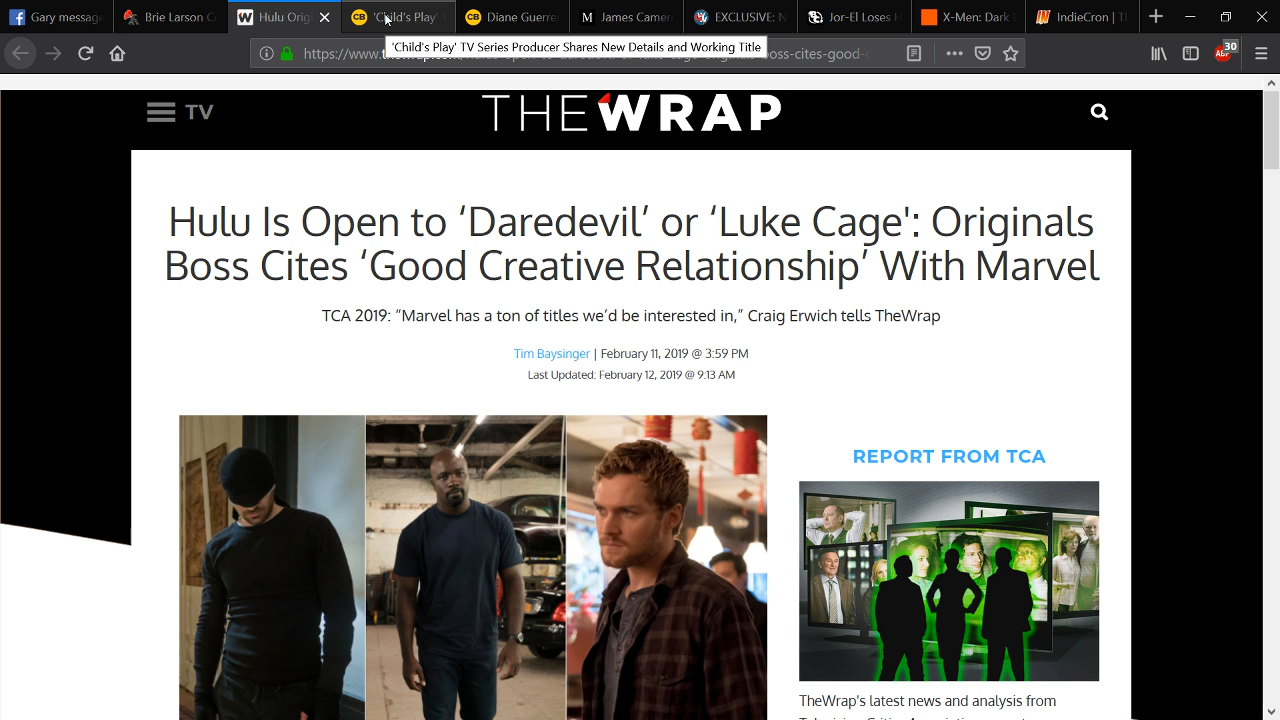 Gary message
Brie Larson C
Hulu Orig
'Child's Play'
Diane Guerre
James Camer
EXCLUSIVE: N
Jor-El Loses H
X-Men: Dark
IndieCron | T
'Child's Play' TV Series Producer Shares New Details and Working Title
https://www.
oss-cites-good-c
ABP
30
TV
THEWRAP
Hulu Is Open to ‘Daredevil’ or ‘Luke Cage': Originals
Boss Cites ‘Good Creative Relationship’ With Marvel
TCA 2019: “Marvel has a ton of titles we’d be interested in,” Craig Erwich tells TheWrap
Tim Baysinger | February 11, 2019 @ 3:59 PM
Last Updated: February 12, 2019 @ 9:13 AM
REPORT FROM TCA
TheWrap's latest news and analysis from